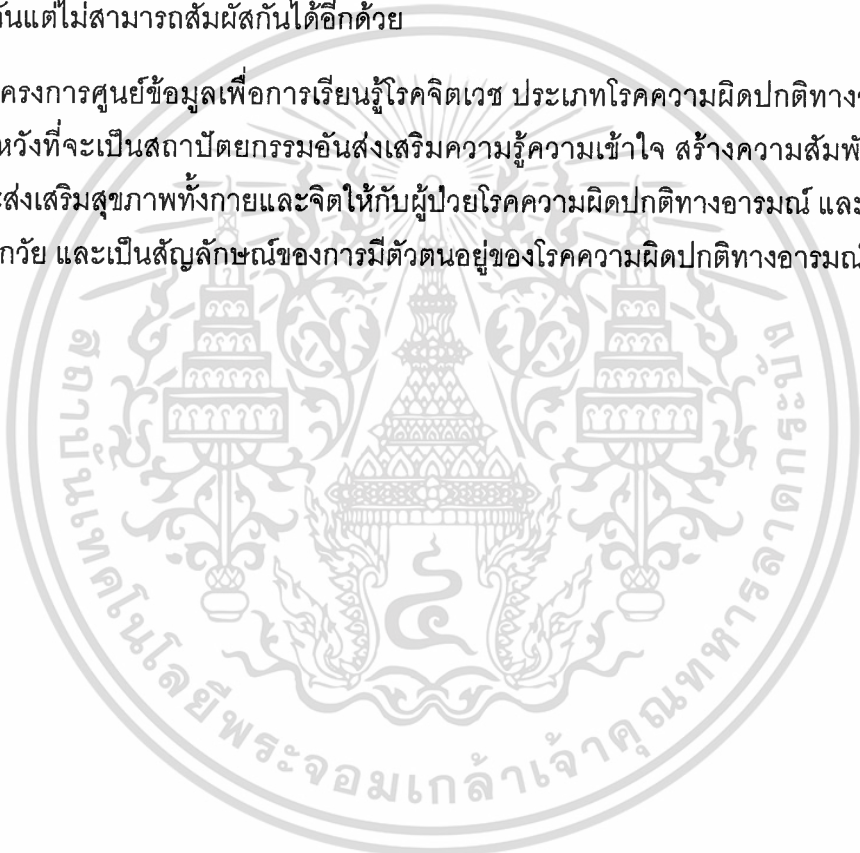 ันแต่ไม่สามารถสัมผัสกันได้อีกด้วย
ครงการศูนย์ข้อมูลเพื่อการเรียนรู้โรคจิตเวช ประเภทโรคความผิดปกติทาง
หวังที่จะเป็นสถาปัตยกรรมอันส่งเสริมความรู้ความเข้าใจ สร้างความสัมพั
ส่งเสริมสุขภาพทั้งกายและจิตให้กับผู้ป่วยโรคความผิดปกติทางอารมณ์ และ
กวัย และเป็นสัญลักษณ์ของการมีตัวตนอยู่ของโรคความผิดปกติทางอารมณ์
สถาบันเทคโนโลยีพระจอมเกล้าเจ้าคุณทหารลาดกระบัง